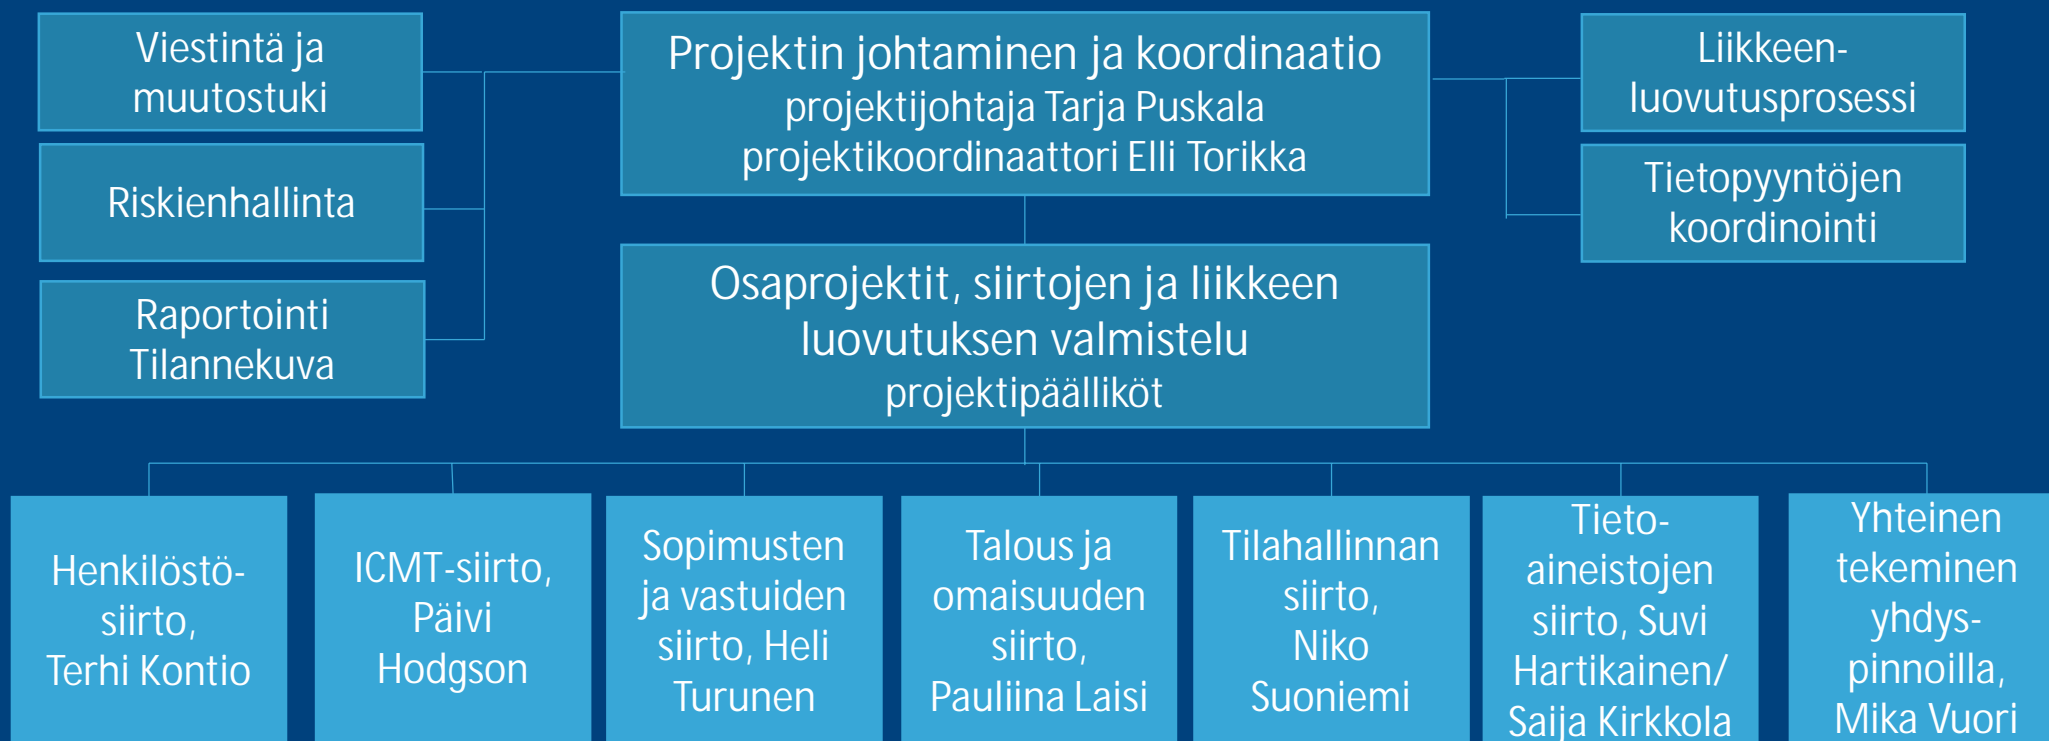 Viestintä ja
muutostuki
Riskienhallinta
Raportointi
Tilannekuva
Projektin johtaminen ja koordinaatio
projektijohtaja Tarja Puskala
projektikoordinaattori Elli Torikka
Liikkeen-
luovutusprosessi
Tietopyyntöjen
koordinointi
Osaprojektit, siirtojen ja liikkeen
luovutuksen valmistelu
projektipäälliköt
Henkilöstö-
siirto,
Terhi Kontio
ICMT-siirto,
Päivi
Hodgson
Sopimusten
ja vastuiden
siirto, Heli
Turunen
Talous ja
omaisuuden
siirto,
Pauliina Laisi
Tilahallinnan
siirto,
Niko
Suoniemi
Tieto-
aineistojen
siirto, Suvi
Hartikainen/
Saija Kirkkola
Yhteinen
tekeminen
yhdys-
pinnoilla,
Mika Vuori